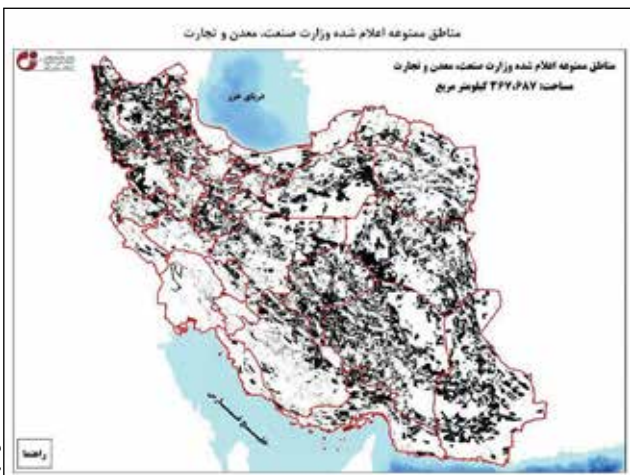 مناطق ممنوعه اعلام شده وزارت صنعت، معدن و تجارت
مناطق ممنوعه اعلام شده وزارت صنعت، معدن و تجارت
مساحت: ۳۶۷،۶۸۷ کیلومتر مربع
دریای خزر
خلیج فارس
راهنما